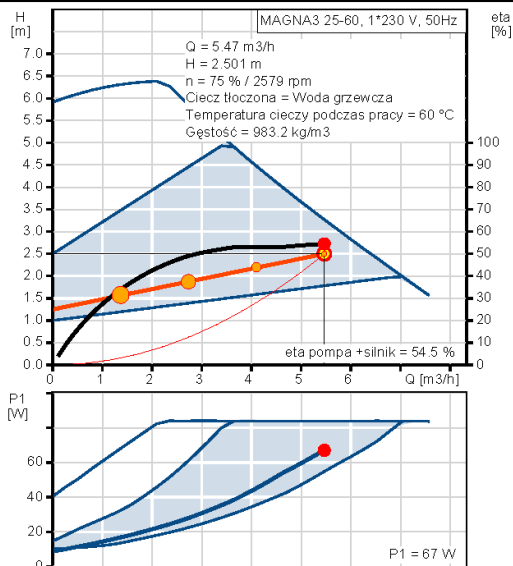 H
[m]
MAGNA3 25-60, 1*230 V, 50Hz
eta
[%]
Q = 5.47 m3/h
H = 2.501 m
n = 75 % / 2579 rpm
Ciecz tłoczona = Woda grzewcza
Temperatura cieczy podczas pracy = 60 °C
Gęstość = 983.2 kg/m3
7.0
6.5
6.0
5.5
5.0
4.5
4.0
3.5
3.0
2.5
2.0
1.5
1.0
0.5
0.0
100
90
80
70
60
50
40
30
20
10
0
eta pompa +silnik = 54.5 %
0
1
2
3
4
5
6
Q [m3/h]
P1
[W]
60
40
20
0
P1 = 67 W